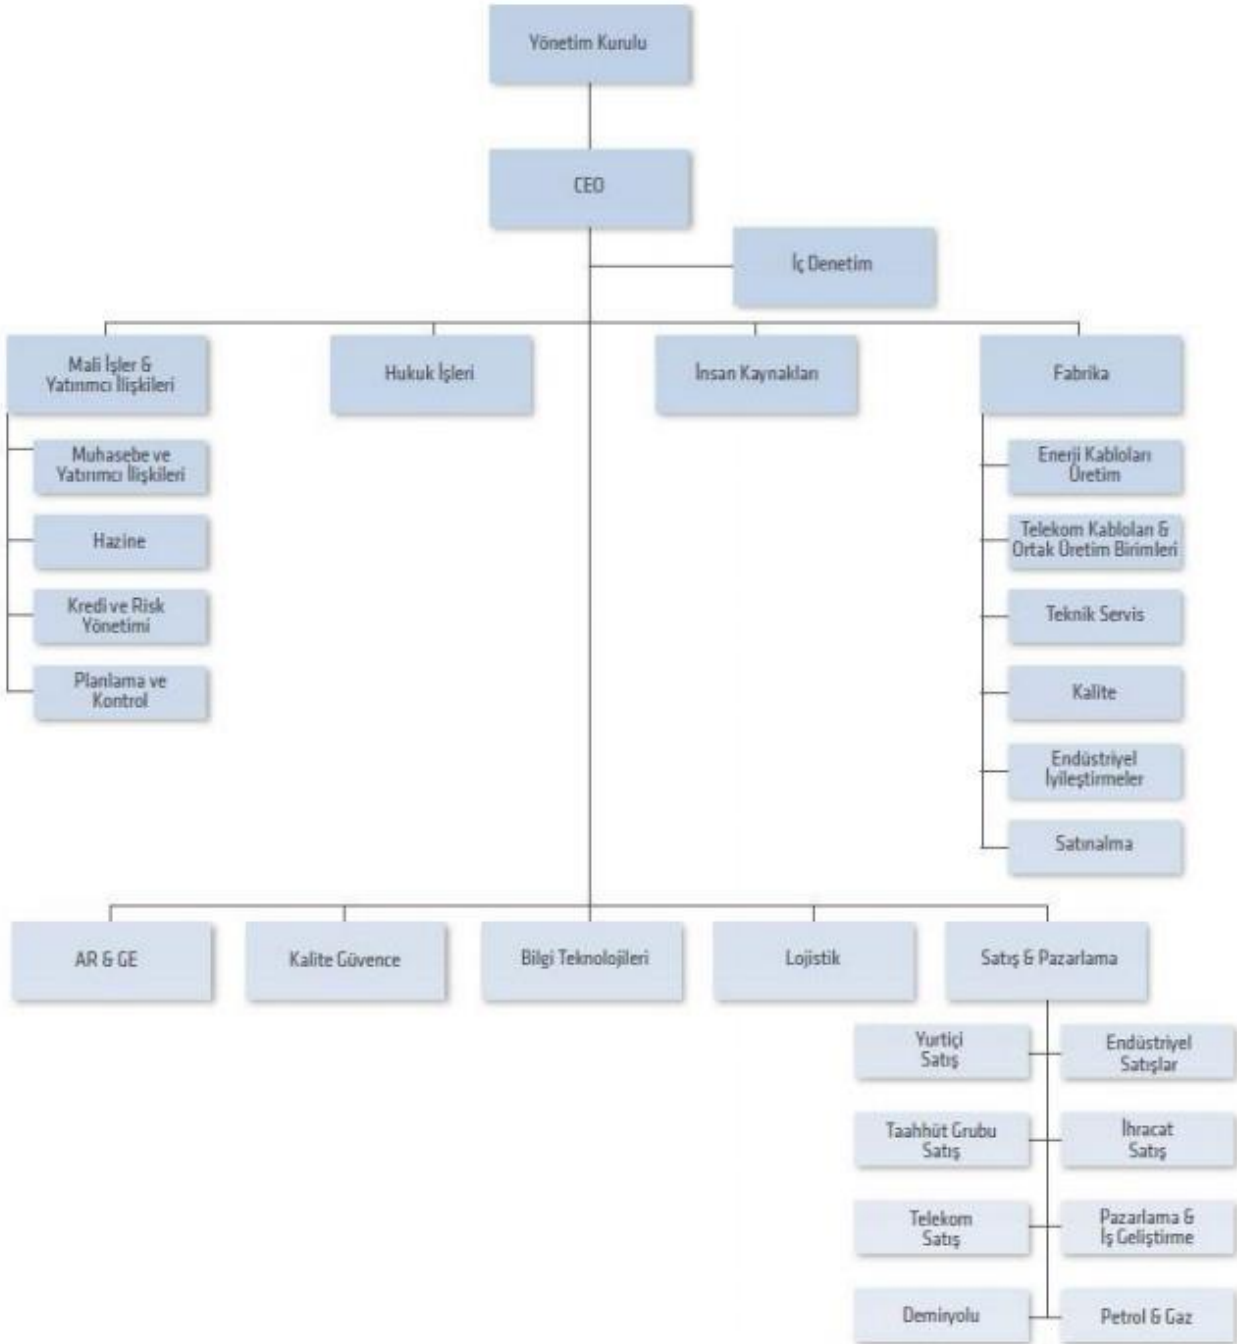 Yönetim Kurulu
CEO
İç Denetim
Mali İşler &
Yatırımcı İlişkileri
Hukuk İşleri
İnsan Kaynakları
Fabrika
Muhasebe ve
Yatırımcı İlişkileri
Hazine
Kredi ve Risk
Yönetimi
Planlama ve
Kontrol
Enerji Kabloları
Üretim
Telekom Kabloları &
Ortak Üretim Birimleri
Teknik Servis
Kalite
Endüstriyel
İyileştirmeler
Satınalma
AR & GE
Kalite Güvence
Bilgi Teknolojileri
Lojistik
Satış & Pazarlama
Yurtiçi
Satış
Endüstriyel
Satışlar
Taahhüt Grubu
Satış
İhracat
Satış
Telekom
Satış
Pazarlama &
İş Geliştirme
Demiryolu
Petrol & Gaz